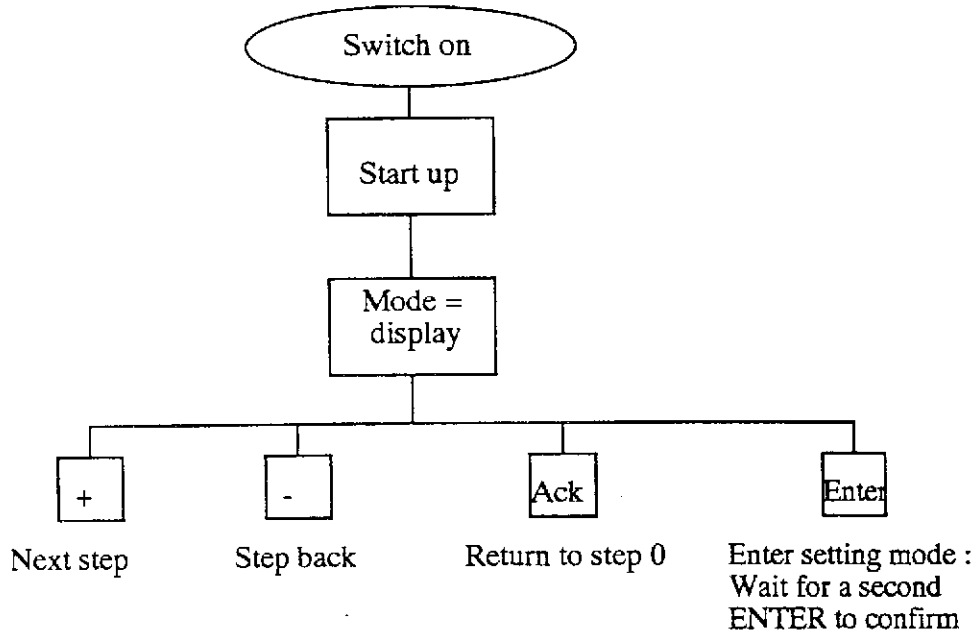 Switch on
Start up
Mode =
display
+
-
Ack
Enter
Next step
Step back
Return to step 0
Enter setting mode :
Wait for a second
ENTER to confirm